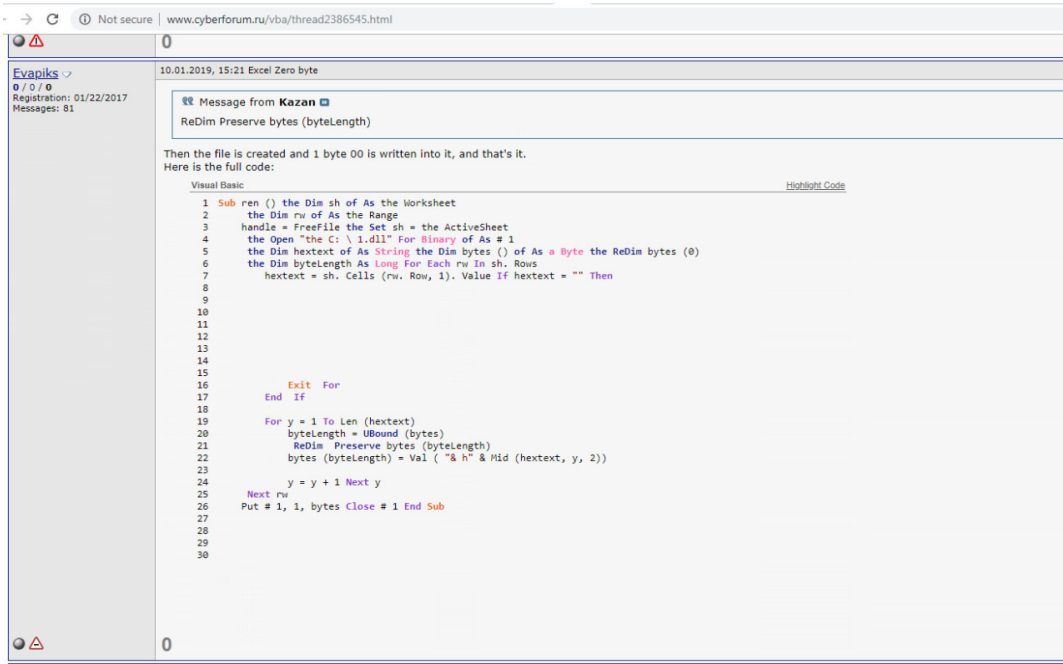 Not secure | www.cyberforum.ru/vba/thread2386545.html
0
Evapiks
0 / 0 / 0
Registration: 01/22/2017
Messages: 81
10.01.2019, 15:21 Excel Zero byte
Message from Kazan
ReDim Preserve bytes (byteLength)
Then the file is created and 1 byte 00 is written into it, and that's it.
Here is the full code:
Visual Basic
Highlight Code
1 Sub ren () the Dim sh of As the Worksheet
2 the Dim rw of As the Range
3 handle = FreeFile the Set sh = the ActiveSheet
4 the Open "the C: \ 1.dll" For Binary of As # 1
5 the Dim hextext of As String the Dim bytes () of As a Byte the ReDim bytes (0)
6 the Dim byteLength As Long For Each rw In sh. Rows
7 hextext = sh. Cells (rw. Row, 1). Value If hextext = "" Then
8
9
10
11
12
13
14
15
16 Exit For
17 End If
18
19 For y = 1 To Len (hextext)
20 byteLength = UBound (bytes)
21 ReDim Preserve bytes (byteLength)
22 bytes (byteLength) = Val ( "& h" & Mid (hextext, y, 2))
23
24 y = y + 1 Next y
25 Next rw
26 Put # 1, 1, bytes Close # 1 End Sub
27
28
29
30
0